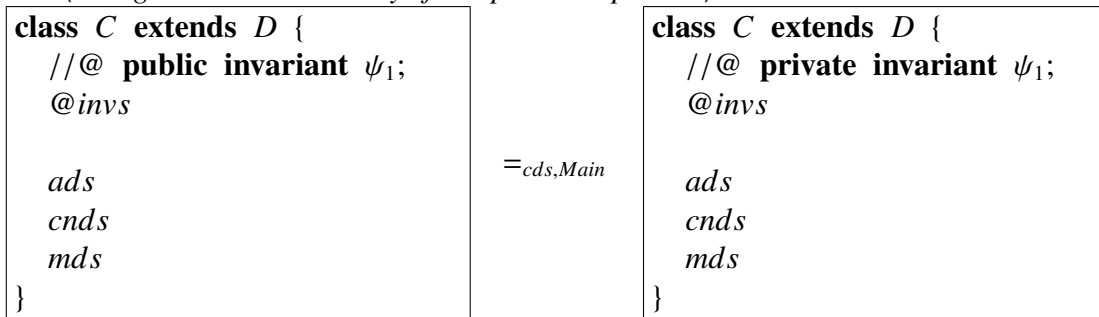 class C extends D {
//@ public invariant ψ₁;
@invs
ads
cnds
mds
}
=cds,Main
class C extends D {
//@ private invariant ψ₁;
@invs
ads
cnds
mds
}